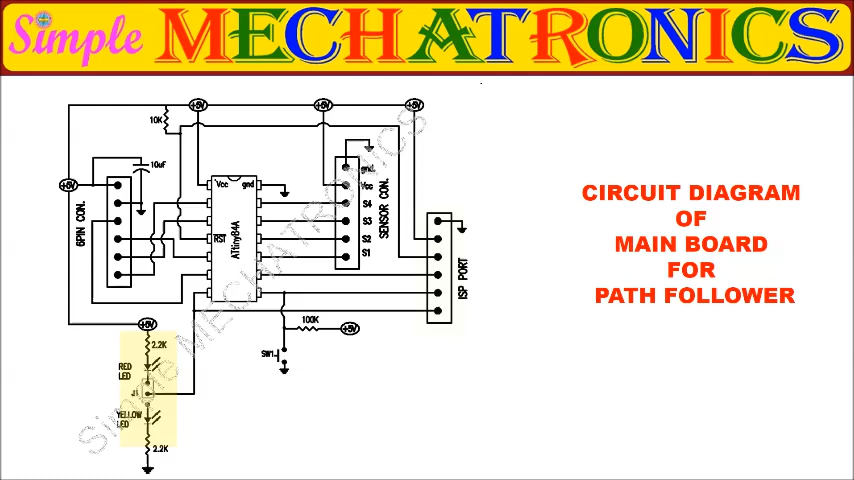 Simple MECHATRONICS
+5V
+5V
+5V
10K
10uF
+5V
6PIN CON.
Vcc
gnd
RST
ATtiny84A
gnd.
Vcc
S4
S3
S2
S1
SENSOR CON.
ISP PORT
100K
+5V
SW1
+5V
2.2K
RED
LED
J1
YELLOW
LED
2.2K
Simple MECHATRONICS
CIRCUIT DIAGRAM
OF
MAIN BOARD
FOR
PATH FOLLOWER